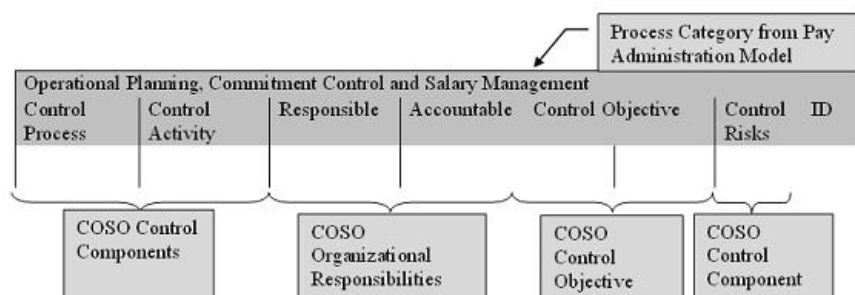 Process Category from Pay
Administration Model
Operational Planning, Commitment Control and Salary Management
Control Process
Control Activity
Responsible
Accountable
Control Objective
Control Risks
ID
COSO Control
Components
COSO
Organizational
Responsibilities
COSO
Control
Objective
COSO
Control
Component